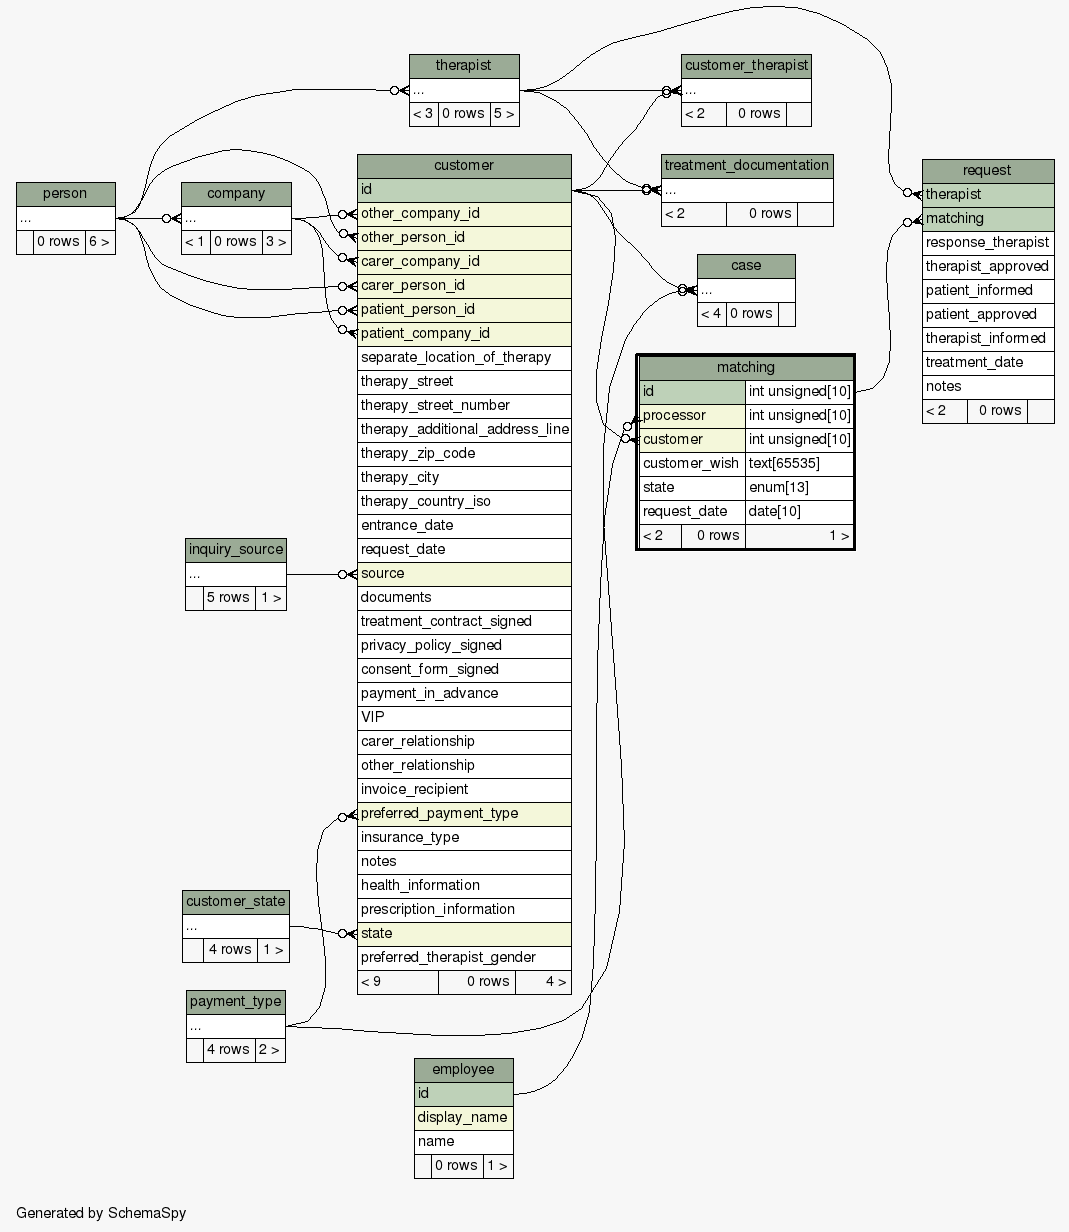 therapist
...
< 3 0 rows 5 >
customer_therapist
...
< 2 0 rows
person
...
0 rows 6 >
company
...
< 1 0 rows 3 >
customer
id
other_company_id
other_person_id
carer_company_id
carer_person_id
patient_person_id
patient_company_id
separate_location_of_therapy
therapy_street
therapy_street_number
therapy_additional_address_line
therapy_zip_code
therapy_city
therapy_country_iso
entrance_date
request_date
source
documents
treatment_contract_signed
privacy_policy_signed
consent_form_signed
payment_in_advance
VIP
carer_relationship
other_relationship
invoice_recipient
preferred_payment_type
insurance_type
notes
health_information
prescription_information
state
preferred_therapist_gender
< 9 0 rows 4 >
treatment_documentation
...
< 2 0 rows
request
therapist
matching
response_therapist
therapist_approved
patient_informed
patient_approved
therapist_informed
treatment_date
notes
< 2 0 rows
case
...
< 4 0 rows
matching
id int unsigned[10]
processor int unsigned[10]
customer int unsigned[10]
customer_wish text[65535]
state enum[13]
request_date date[10]
< 2 0 rows 1 >
inquiry_source
...
5 rows 1 >
customer_state
...
4 rows 1 >
payment_type
...
4 rows 2 >
employee
id
display_name
name
0 rows 1 >
Generated by SchemaSpy